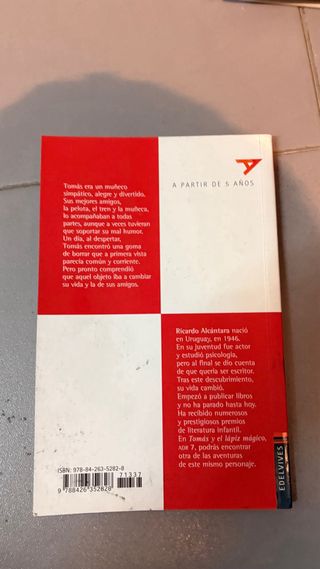 A PARTIR DE 5 AÑOS
Tomás era un muñeco
simpático, alegre y divertido.
Sus mejores amigos,
la pelota, el tren y la muñeca,
lo acompañaban a todas
partes, aunque a veces tuvieran
que soportar su mal humor.
Un día, al despertar,
Tomás encontró una goma
de borrar que a primera vista
parecía común y corriente.
Pero pronto comprendió
que aquel objeto iba a cambiar
su vida y la de sus amigos.
Ricardo Alcántara nació
en Uruguay, en 1946.
En su juventud fue actor
y estudió psicología,
pero al final se dio cuenta
de que quería ser escritor.
Tras este descubrimiento,
su vida cambió.
Empezó a publicar libros
y no ha parado hasta hoy.
Ha recibido numerosos
y prestigiosos premios
de literatura infantil.
En Tomás y el lápiz mágico,
ADR 7, podrás encontrar
otra de las aventuras
de este mismo personaje.
ISBN: 978-84-263-5282-8
71337
9 788426 352828
EDELVIVES